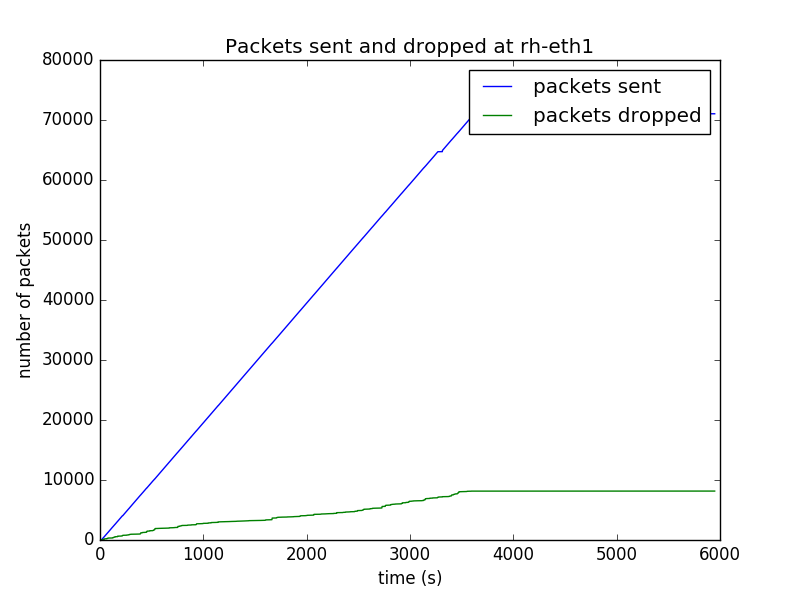 Packets sent and dropped at rh-eth1
80000
70000
60000
50000
40000
30000
20000
10000
0
number of packets
packets sent
packets dropped
0 1000 2000 3000 4000 5000 6000
time (s)